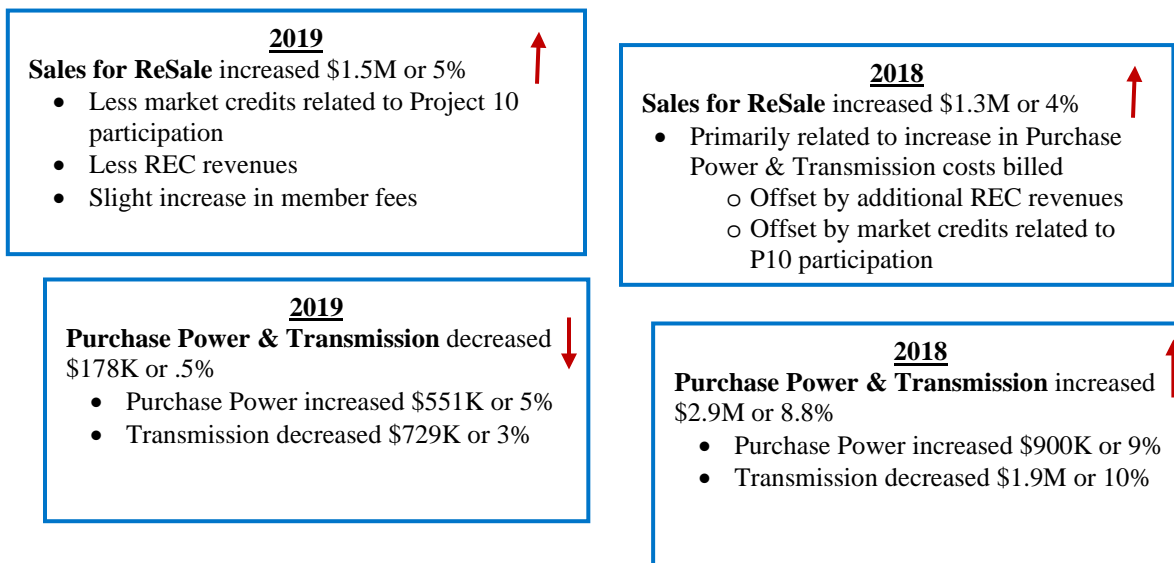 2019
Sales for ReSale increased $1.5M or 5%
• Less market credits related to Project 10
participation
• Less REC revenues
• Slight increase in member fees
2018
Sales for ReSale increased $1.3M or 4%
• Primarily related to increase in Purchase
Power & Transmission costs billed
o Offset by additional REC revenues
o Offset by market credits related to
P10 participation
2019
Purchase Power & Transmission decreased
$178K or .5%
• Purchase Power increased $551K or 5%
• Transmission decreased $729K or 3%
2018
Purchase Power & Transmission increased
$2.9M or 8.8%
• Purchase Power increased $900K or 9%
• Transmission decreased $1.9M or 10%